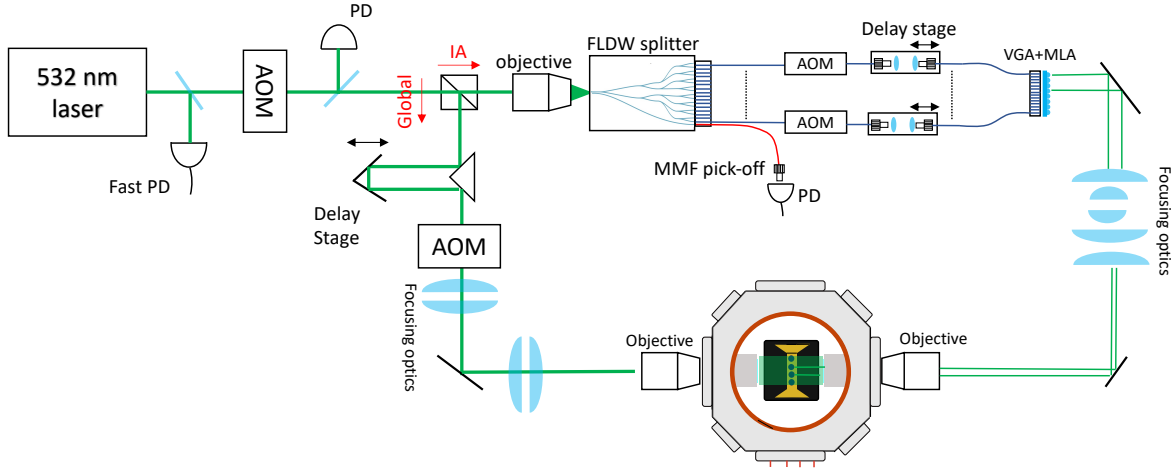 PD
532 nm
laser
AOM
Fast PD
IA
Global
objective
FLDW splitter
AOM
Delay stage
VGA+MLA
AOM
MMF pick-off
PD
Delay
Stage
AOM
Focusing optics
Focusing optics
Objective
Objective